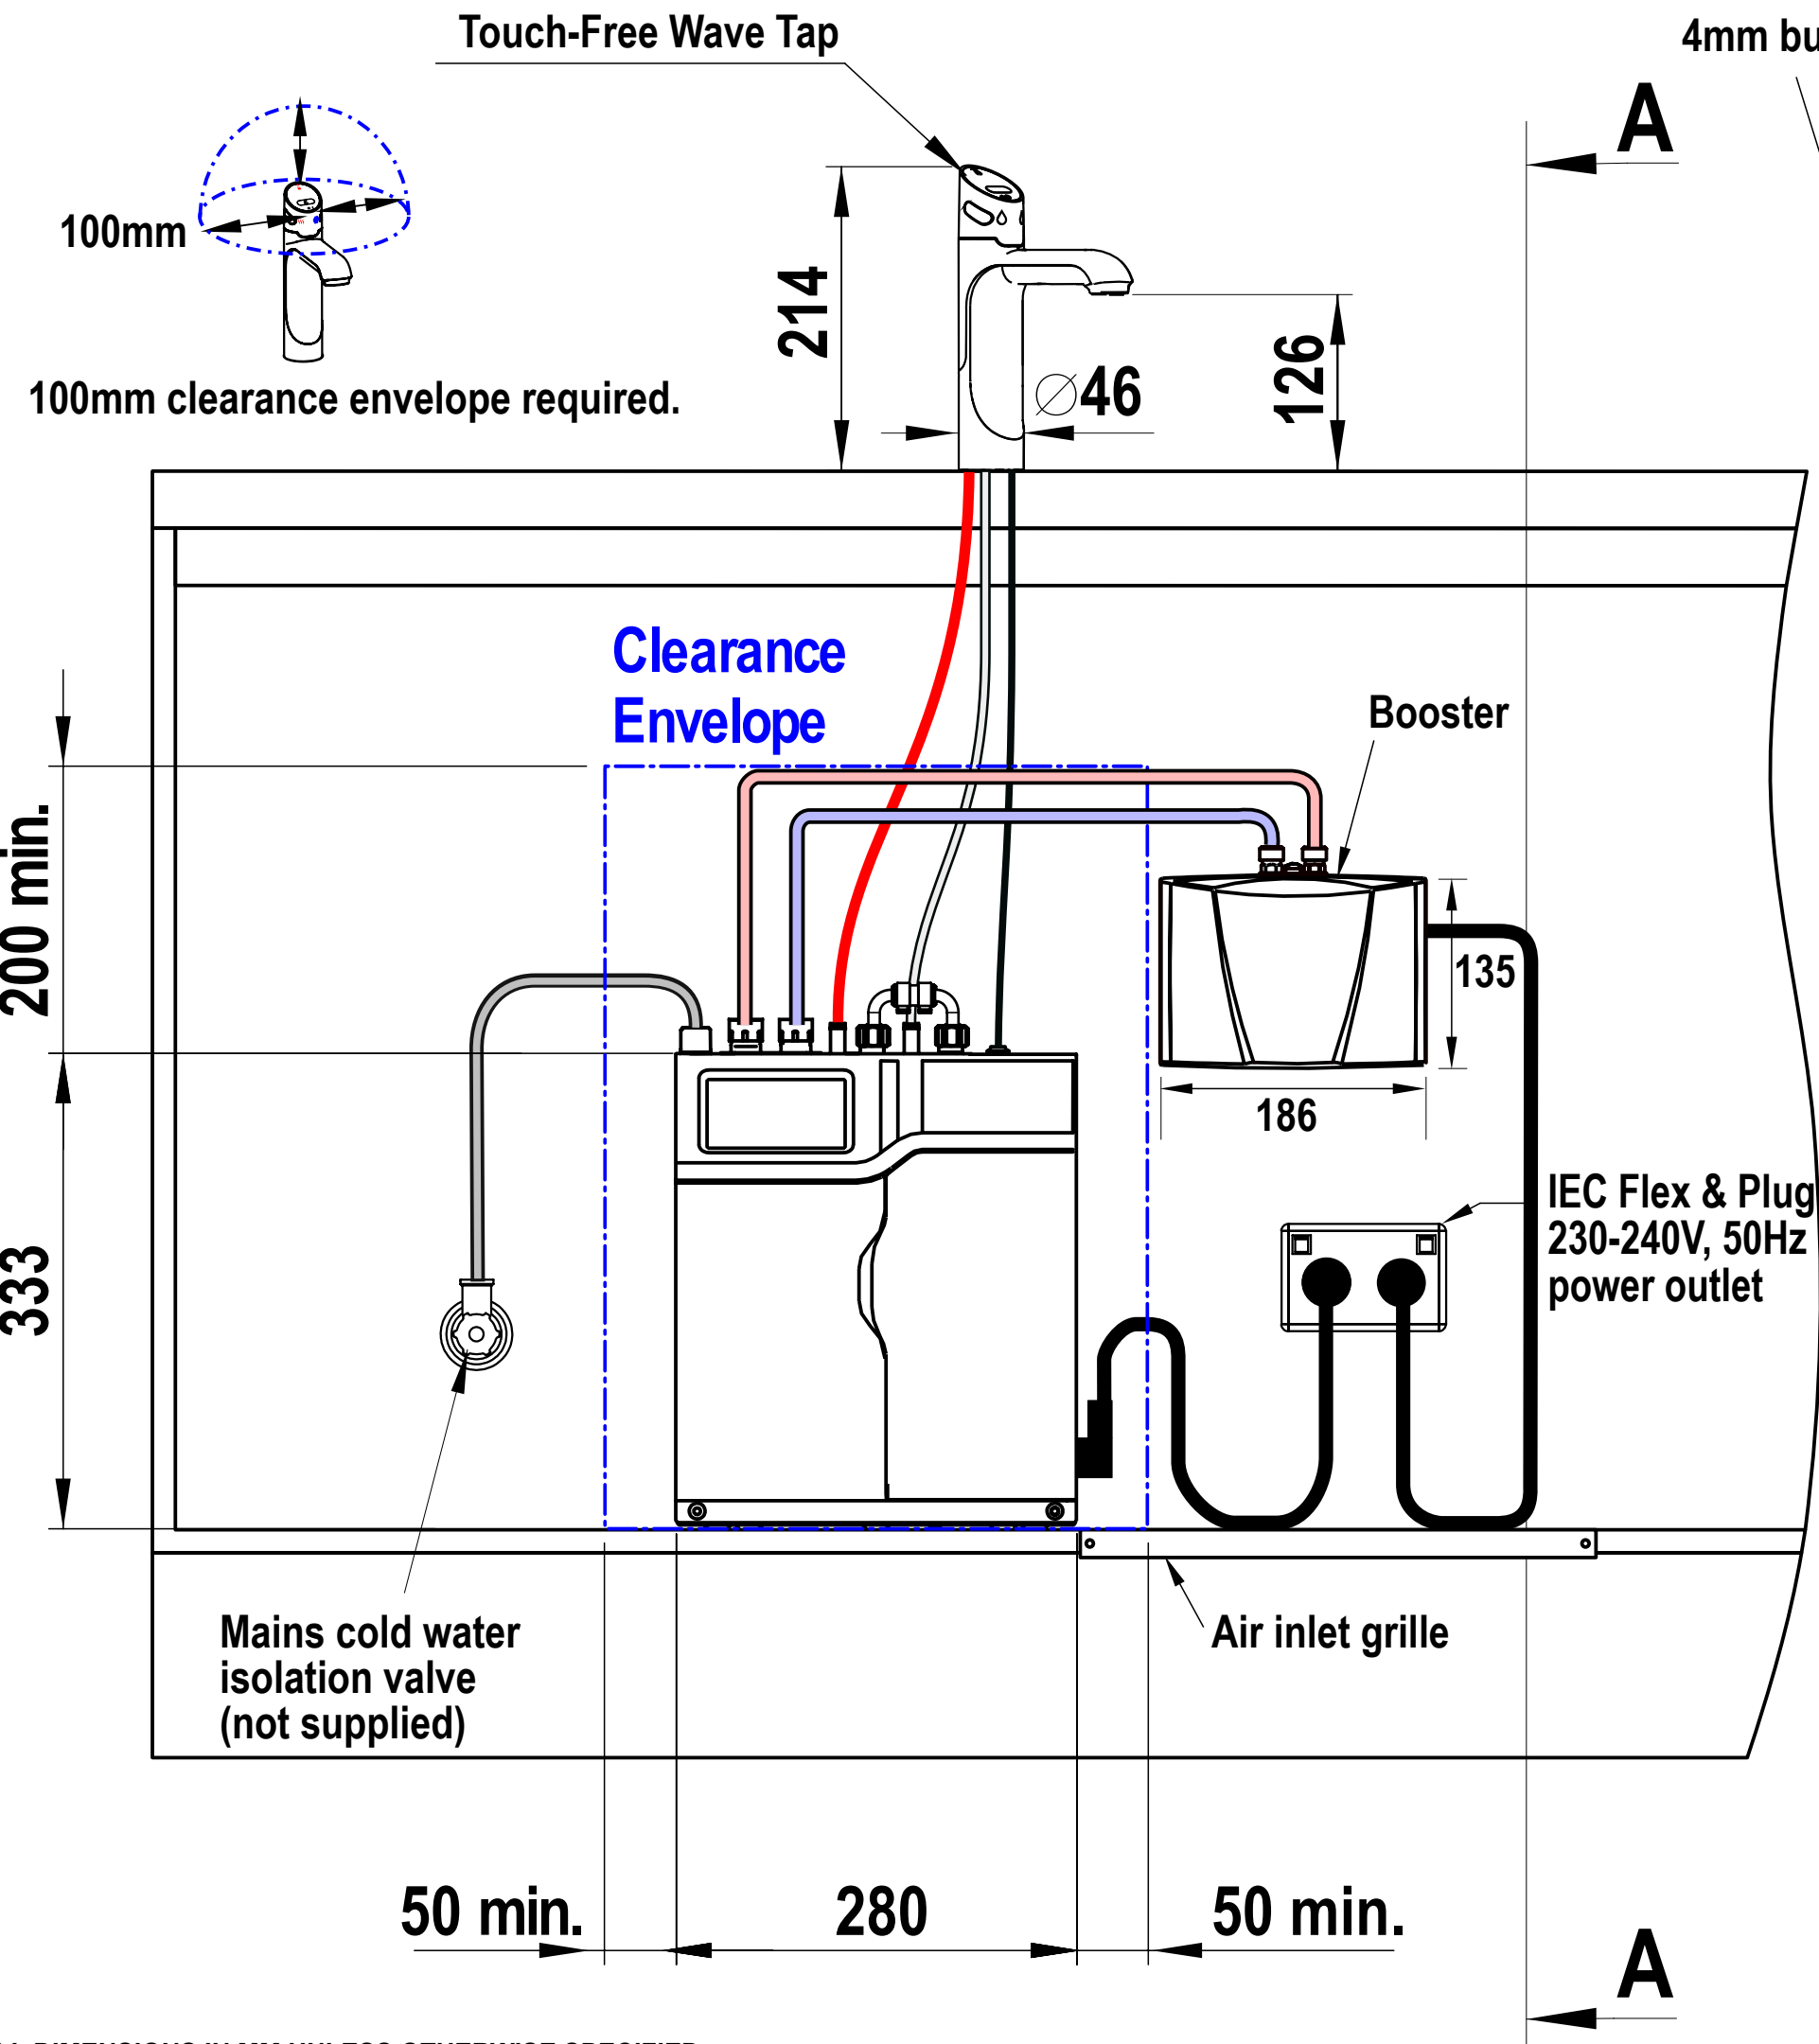 Touch-Free Wave Tap
4mm
A
100mm
214
126
⌀46
100mm clearance envelope required.
Clearance
Envelope
Booster
200 min.
135
186
333
IEC Flex & Plug
230-240V, 50Hz
power outlet
Mains cold water
isolation valve
(not supplied)
Air inlet grille
50 min.
280
50 min.
A